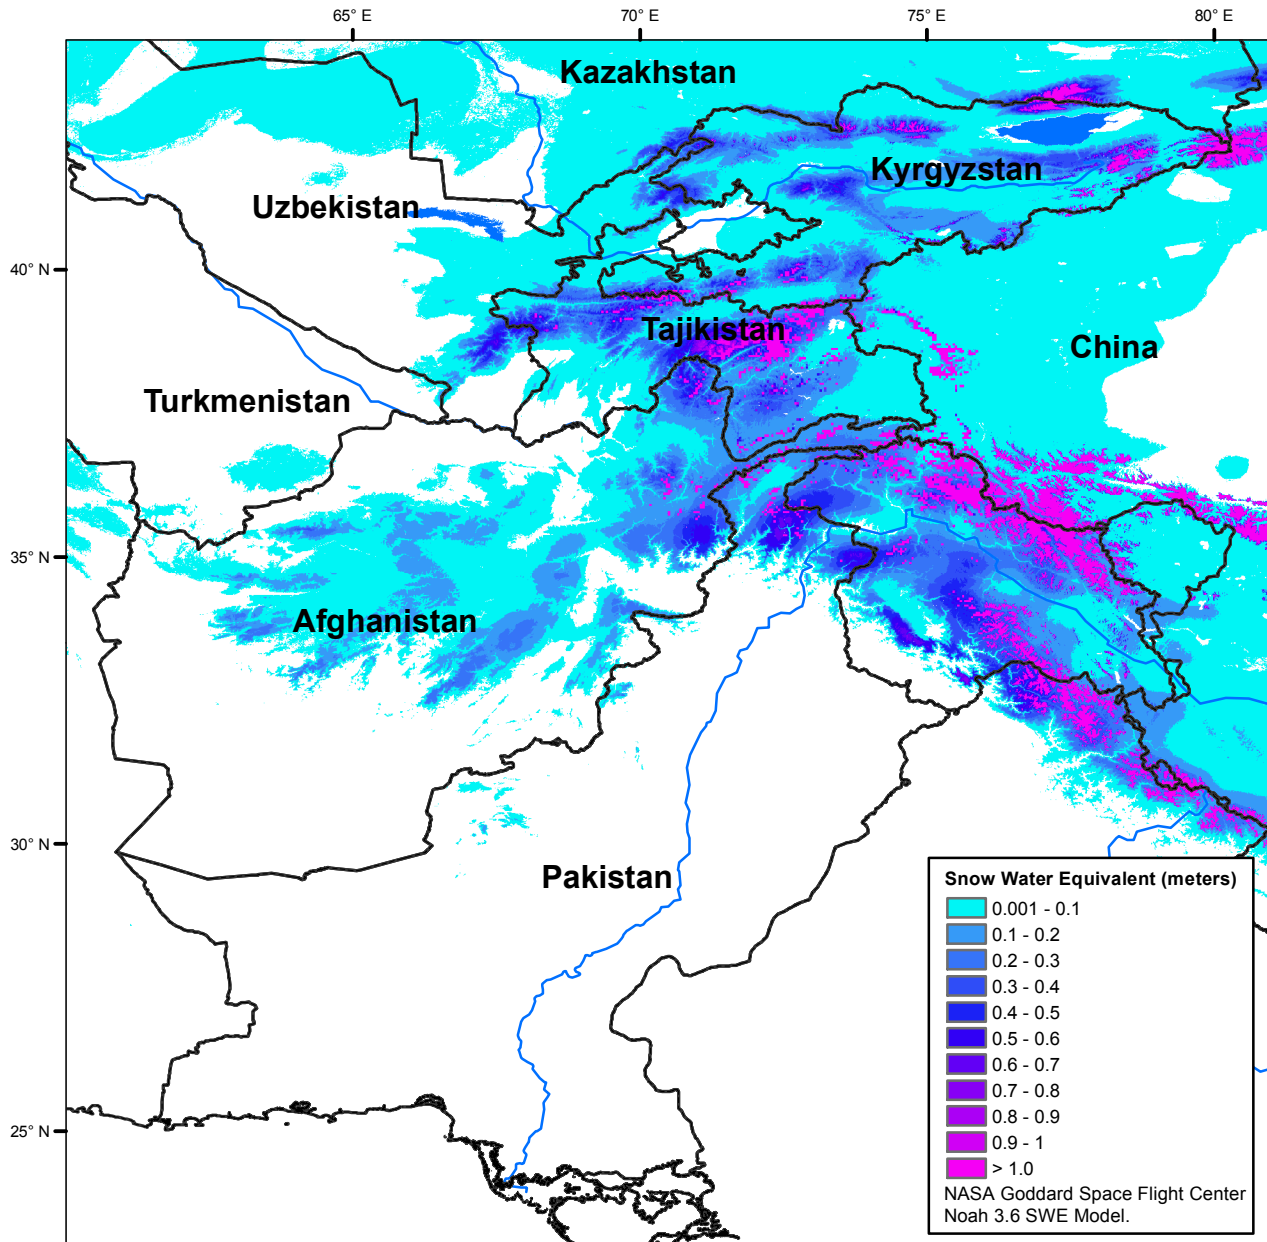 65° E
70° E
75° E
80° E
Kazakhstan
Kyrgyzstan
Uzbekistan
40° N
Tajikistan
China
Turkmenistan
35° N
Afghanistan
30° N
Pakistan
25° N
Snow Water Equivalent (meters)
0.001 - 0.1
0.1 - 0.2
0.2 - 0.3
0.3 - 0.4
0.4 - 0.5
0.5 - 0.6
0.6 - 0.7
0.7 - 0.8
0.8 - 0.9
0.9 - 1
> 1.0
NASA Goddard Space Flight Center
Noah 3.6 SWE Model.